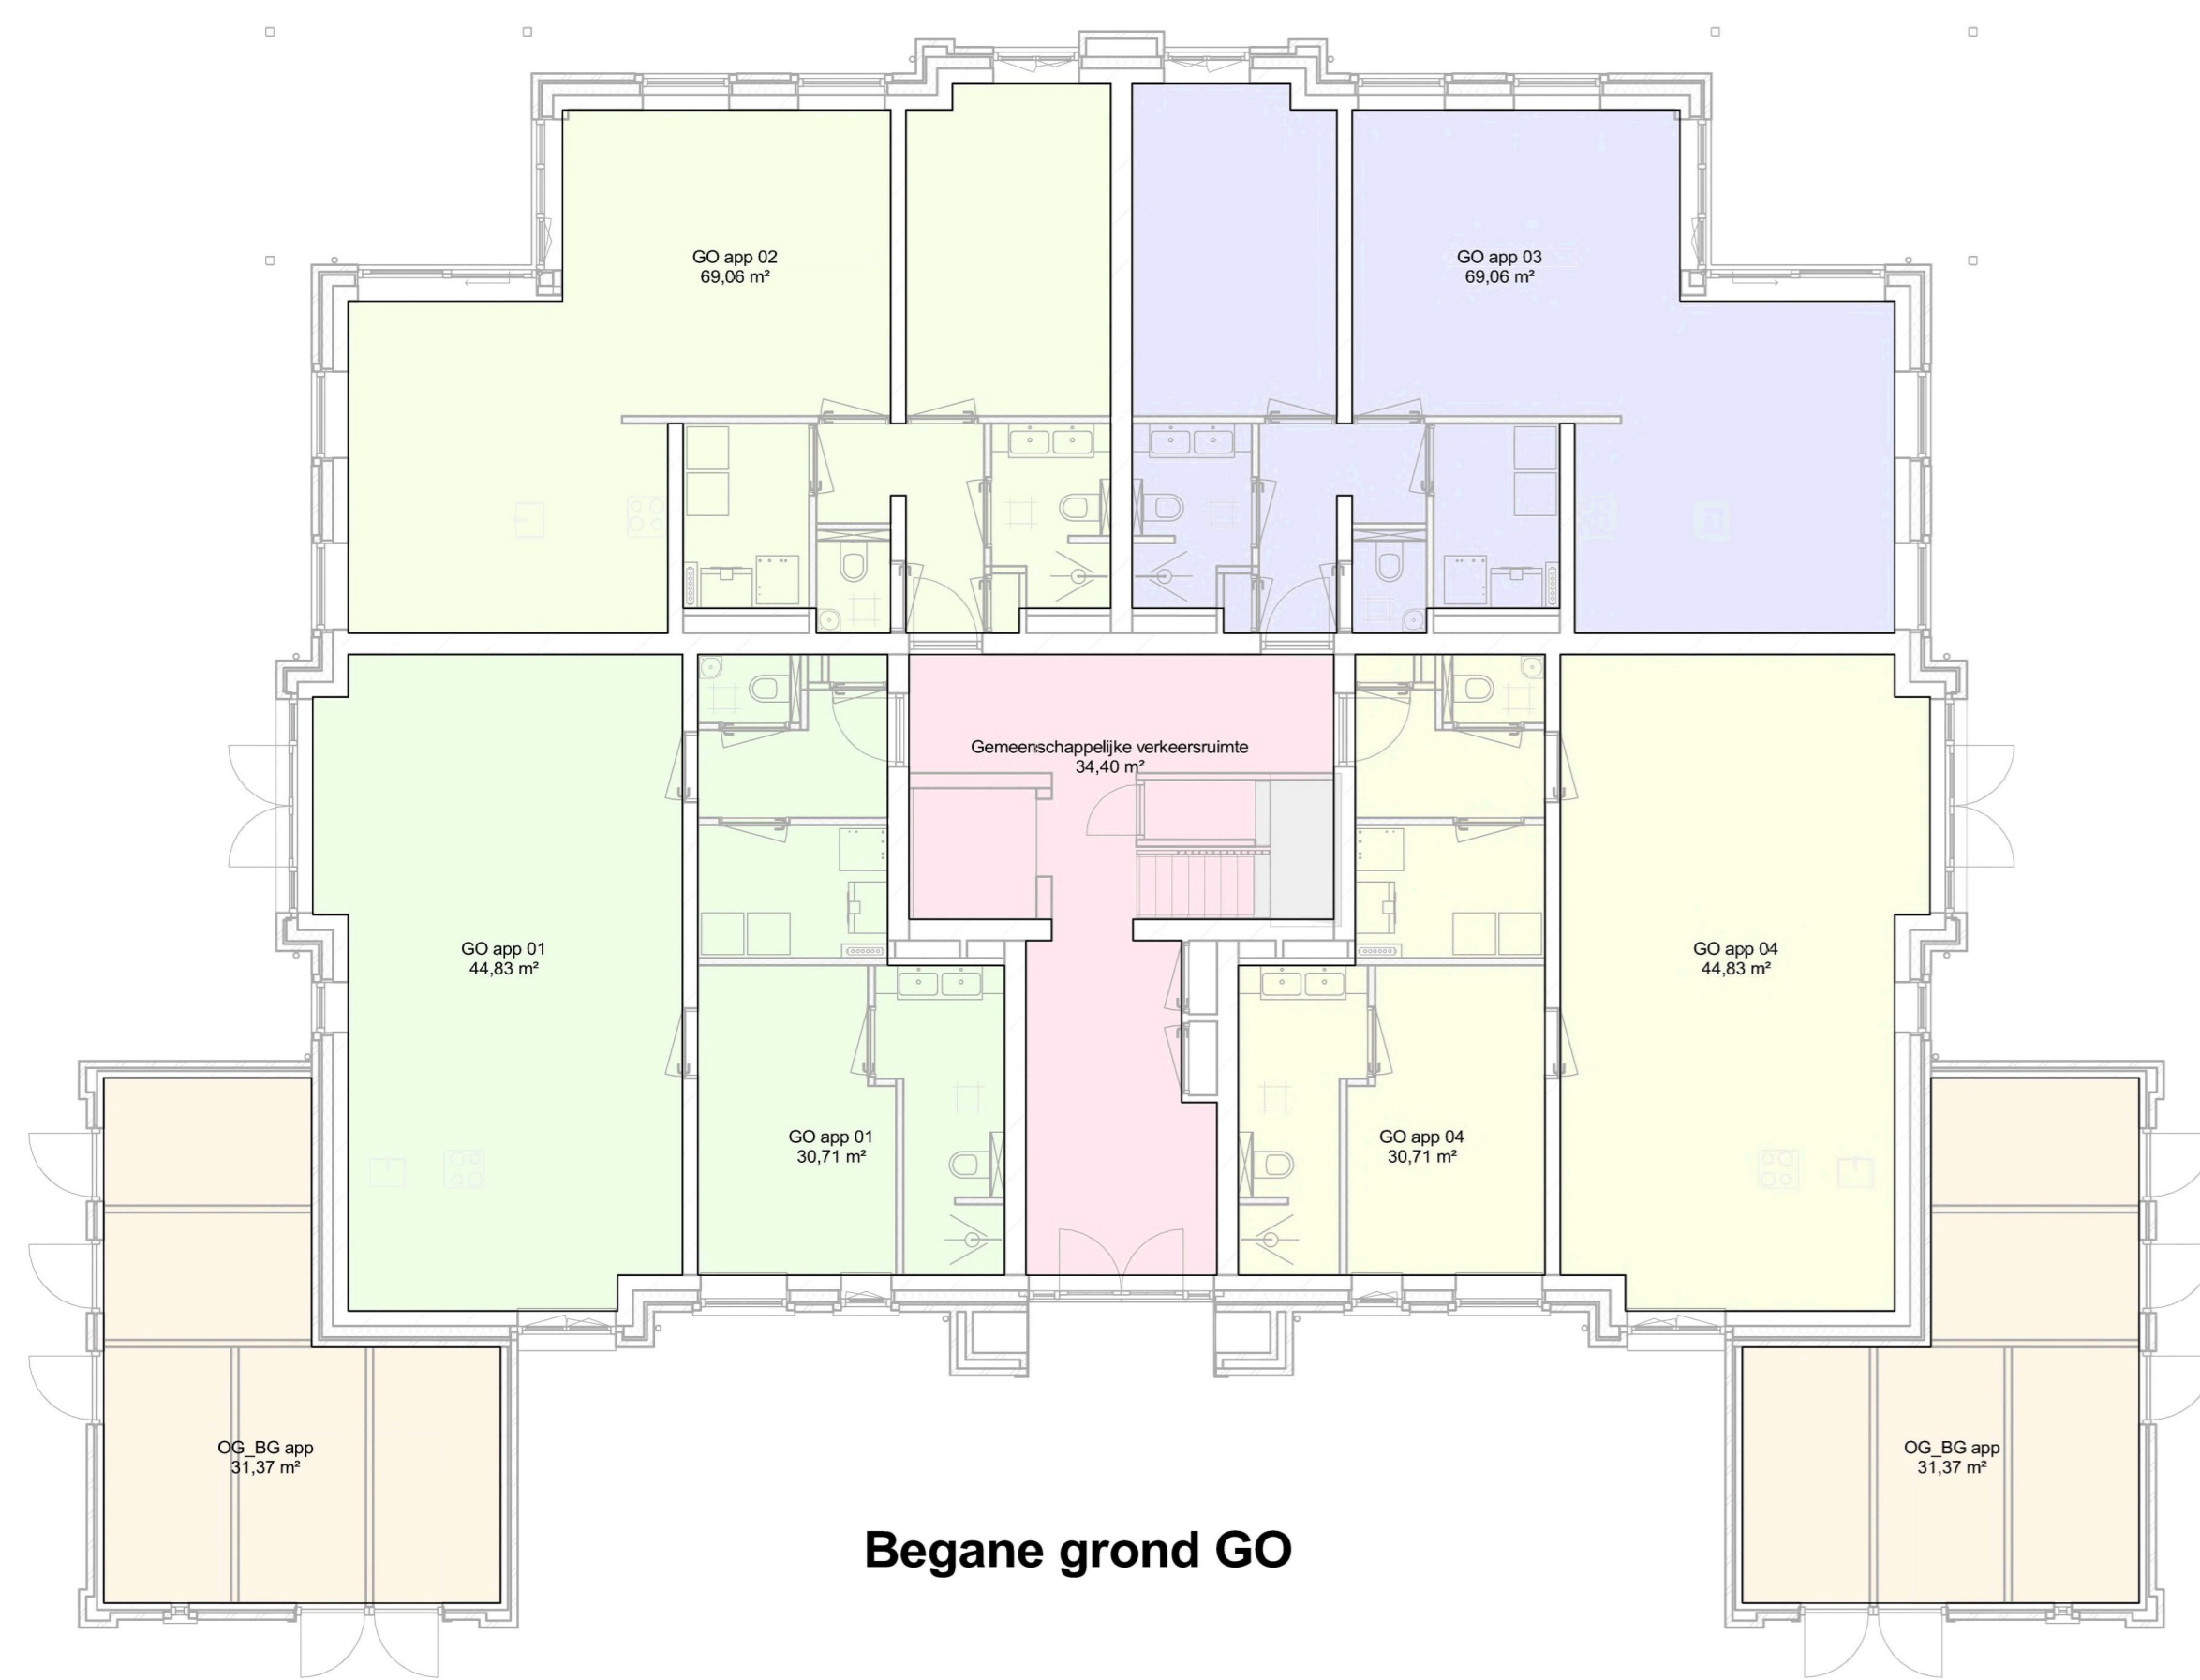 GO app 02
69,06 m²
GO app 03
69,06 m²
Gemeenschappelijke verkeersruimte
34,40 m²
GO app 01
44,83 m²
GO app 04
44,83 m²
GO app 01
30,71 m²
GO app 04
30,71 m²
OG_BG app
31,37 m²
OG_BG app
31,37 m²
Begane grond GO